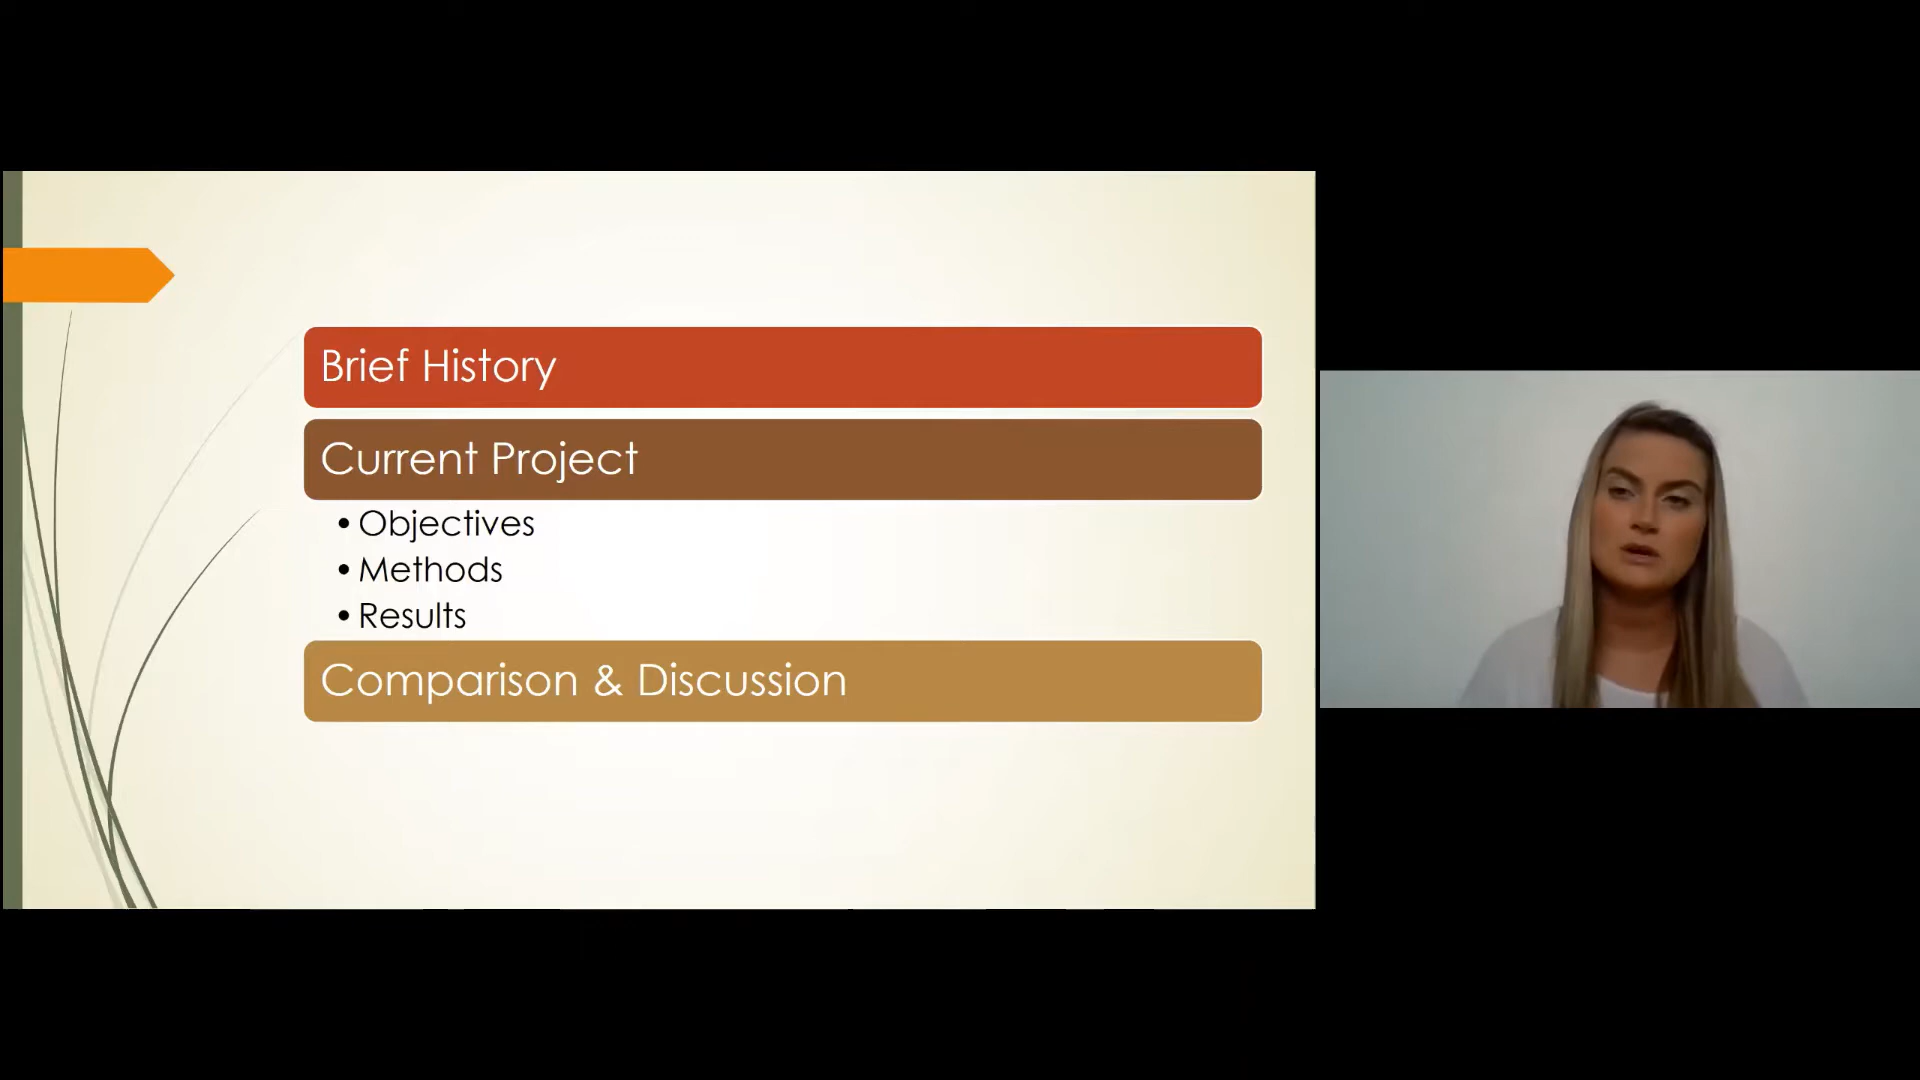 Brief History
Current Project
• Objectives
• Methods
• Results
Comparison & Discussion